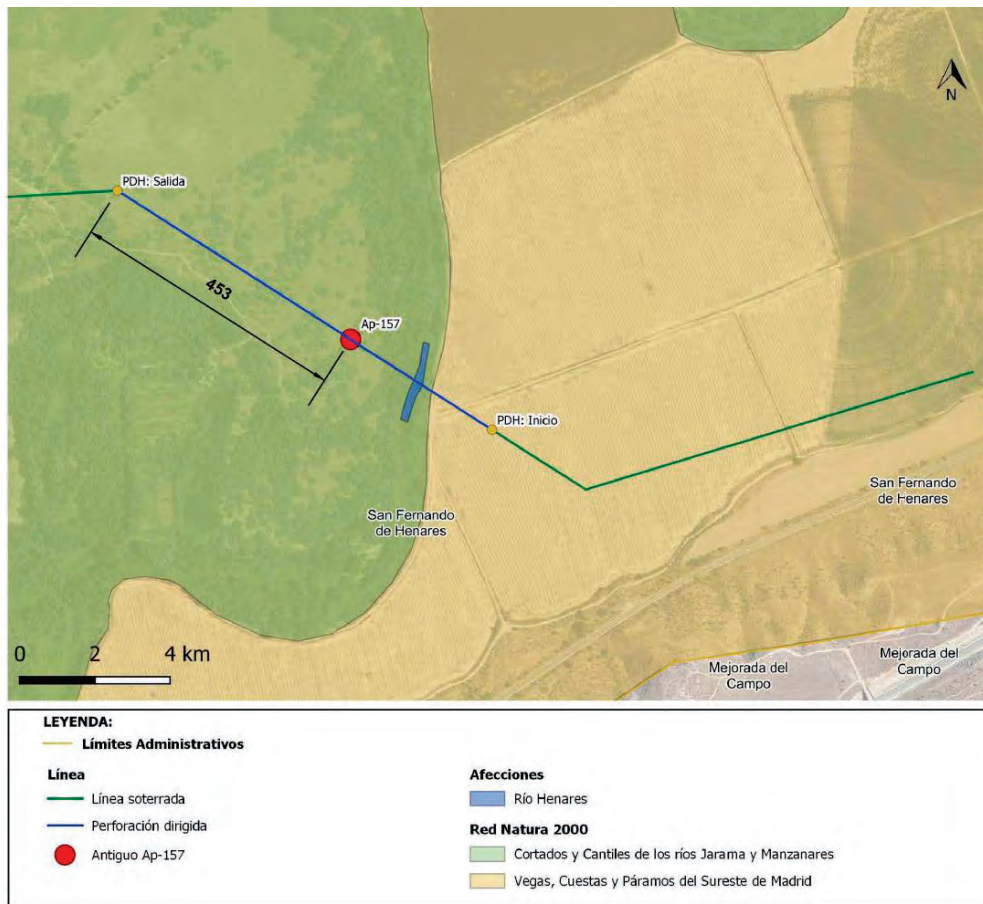 N
PDH: Salida
453
Ap-157
PDH: Inicio
San Fernando
de Henares
San Fernando
de Henares
0 2 4 km
Mejorada del
Campo
Mejorada del
Campo
LEYENDA:
Límites Administrativos
Línea
Línea soterrada
Perforación dirigida
Antiguo Ap-157
Afecciones
Río Henares
Red Natura 2000
Cortados y Cantiles de los ríos Jarama y Manzanares
Vegas, Cuestas y Páramos del Sureste de Madrid